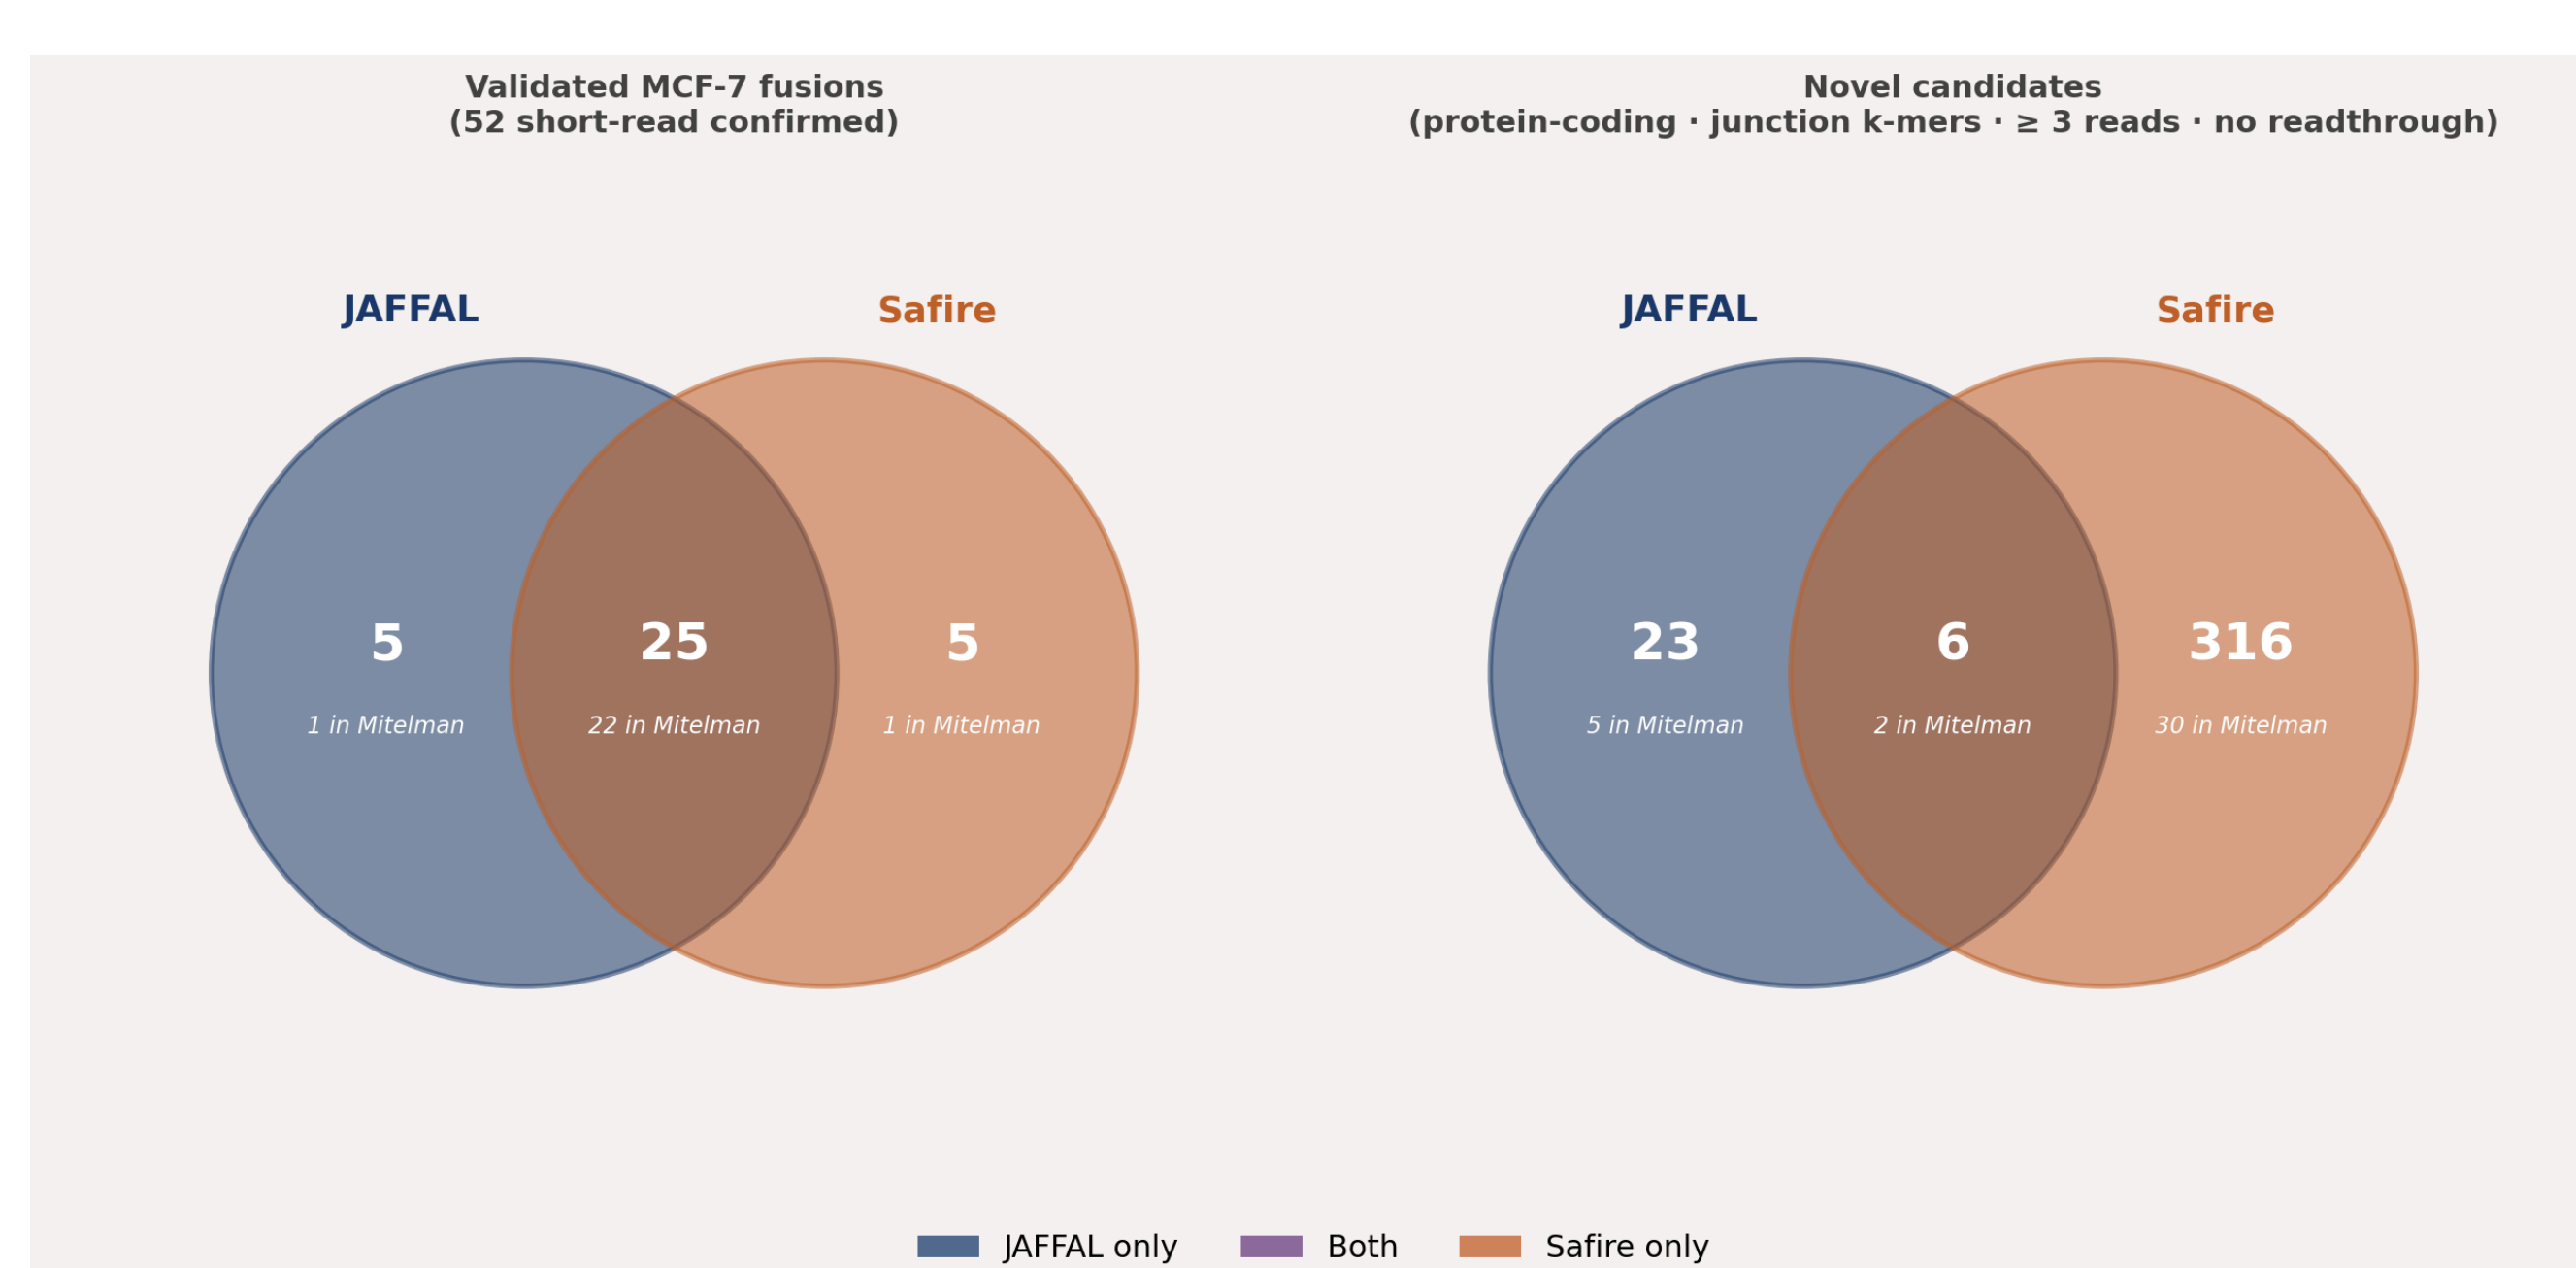 Validated MCF-7 fusions
(52 short-read confirmed)
JAFFAL
Safire
5
25
5
1 in Mitelman
22 in Mitelman
1 in Mitelman
Novel candidates
(protein-coding · junction k-mers · ≥ 3 reads · no readthrough)
JAFFAL
Safire
23
6
316
5 in Mitelman
2 in Mitelman
30 in Mitelman
JAFFAL only
Both
Safire only